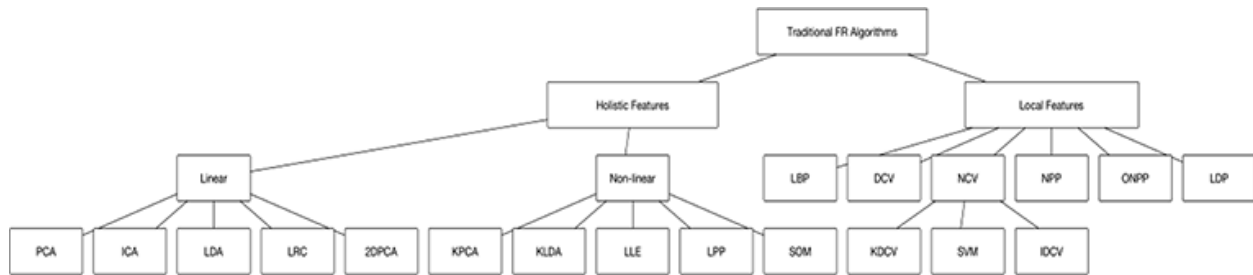 Traditional FR Algorithms
Holistic Features
Local Features
Linear
Non-linear
LBP
DCV
NCV
NPP
ONPP
LDP
PCA
ICA
LDA
LRC
2DPCA
KPCA
KLDA
LLE
LPP
SOM
KDCV
SVM
IDCV